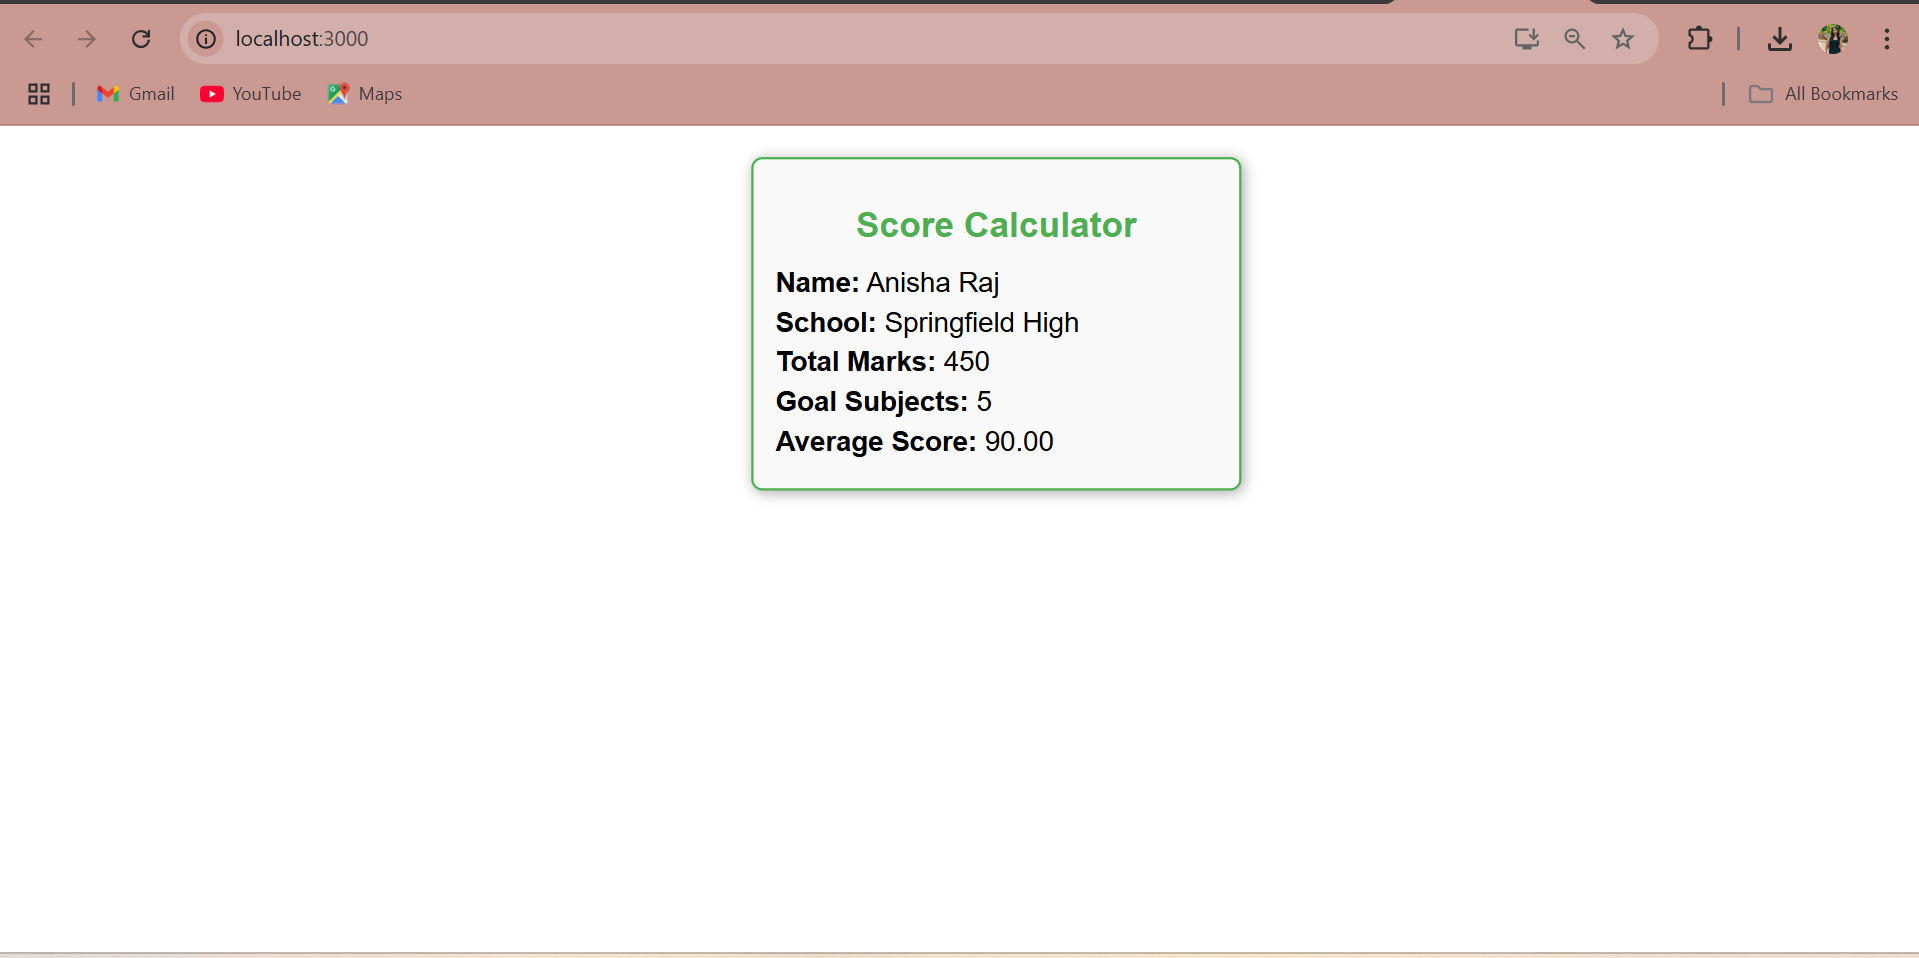 localhost:3000
Gmail YouTube Maps All Bookmarks
Score Calculator
Name: Anisha Raj
School: Springfield High
Total Marks: 450
Goal Subjects: 5
Average Score: 90.00